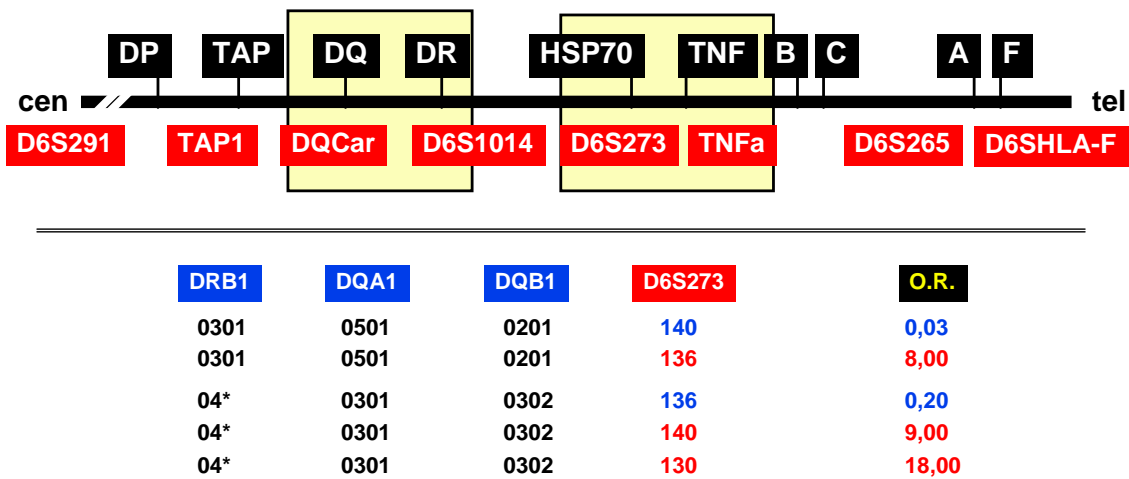 DP TAP DQ DR HSP70 TNF B C A F
cen tel
D6S291 TAP1 DQCar D6S1014 D6S273 TNFa D6S265 D6SHLA-F
DRB1 DQA1 DQB1 D6S273 O.R.
0301 0501 0201 140 0,03
0301 0501 0201 136 8,00
04* 0301 0302 136 0,20
04* 0301 0302 140 9,00
04* 0301 0302 130 18,00